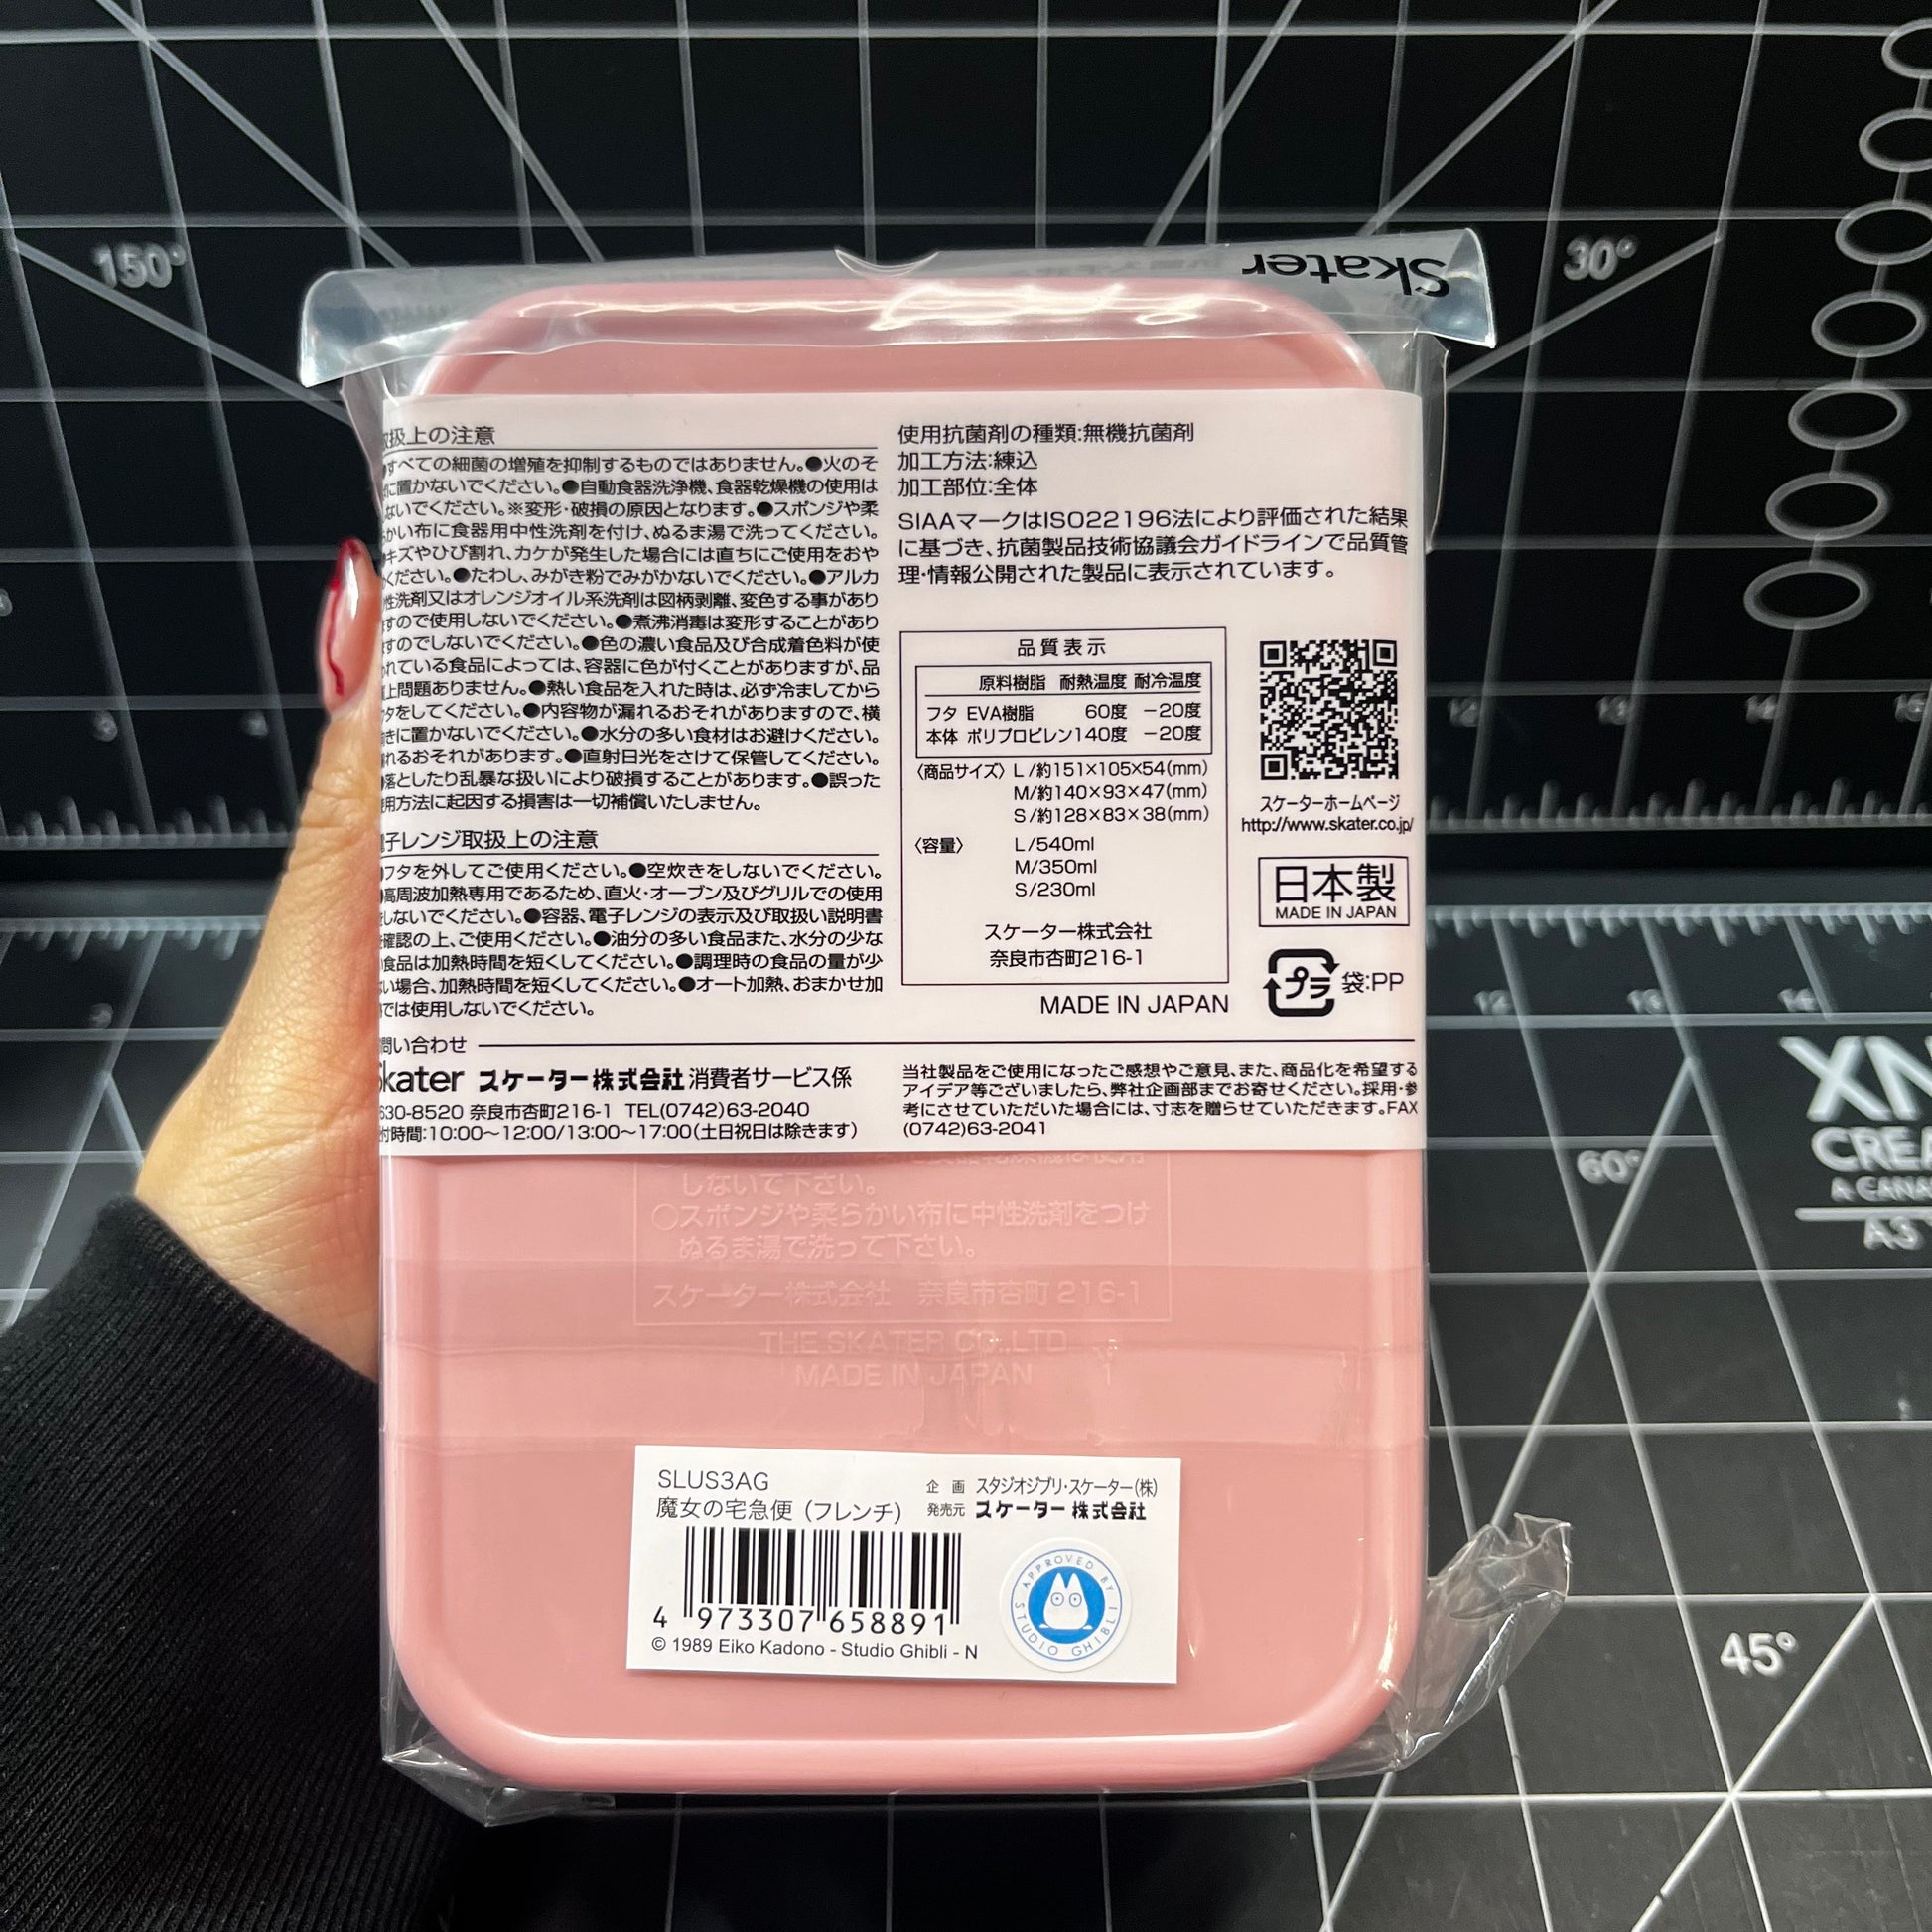 Skater
150°
30°
取扱上の注意
すべての細菌の増殖を抑制するものではありません。●火のそ
に置かないでください。●自動食器洗浄機、食器乾燥機の使用は
ないでください。※変形・破損の原因となります。●スポンジや柔
かい布に食器用中性洗剤を付け、ぬるま湯で洗ってください。
キズやひび割れ、カケが発生した場合には直ちにご使用をおや
ください。●たわし、みがき粉でみがかないでください。●アルカ
性洗剤又はオレンジオイル系洗剤は図柄剥離、変色する事があり
すので使用しないでください。●煮沸消毒は変形することがあり
すのでしないでください。●色の濃い食品及び合成着色料が使
れている食品によっては、容器に色が付くことがありますが、品
上問題ありません。●熱い食品を入れた時は、必ず冷ましてから
タをしてください。●内容物が漏れるおそれがありますので、横
きに置かないでください。●水分の多い食材はお避けください。
れるおそれがあります。●直射日光をさけて保管してください。
落としたり乱暴な扱いにより破損することがあります。●誤った
用方法に起因する損害は一切補償いたしません。
電子レンジ取扱上の注意
フタを外してご使用ください。●空炊きをしないでください。
高周波加熱専用であるため、直火・オーブン及びグリルでの使用
しないでください。●容器、電子レンジの表示及び取扱い説明書
確認の上、ご使用ください。●油分の多い食品また、水分の少な
食品は加熱時間を短くしてください。●調理時の食品の量が少
い場合、加熱時間を短くしてください。●オート加熱、おまかせ加
では使用しないでください。
使用抗菌剤の種類:無機抗菌剤
加工方法:練込
加工部位:全体
SIAAマークはISO22196法により評価された結果
に基づき、抗菌製品技術協議会ガイドラインで品質管
理・情報公開された製品に表示されています。
品質表示
原料樹脂 耐熱温度 耐冷温度
フタ EVA樹脂 60度 −20度
本体 ポリプロピレン 140度 −20度
〈商品サイズ〉 L/約151×105×54(mm)
M/約140×93×47(mm)
S/約128×83×38(mm)
〈容量〉 L/540ml
M/350ml
S/230ml
スケーター株式会社
奈良市杏町216-1
MADE IN JAPAN
スケーターホームページ
http://www.skater.co.jp/
日本製
MADE IN JAPAN
プラ 袋:PP
問い合わせ
Skater スケーター株式会社 消費者サービス係
630-8520 奈良市杏町216-1 TEL(0742)63-2040
付時間:10:00〜12:00/13:00〜17:00(土日祝日は除きます)
当社製品をご使用になったご感想やご意見、また、商品化を希望する
アイデア等ございましたら、弊社企画部までお寄せください。採用・参
考にさせていただいた場合には、寸志を贈らせていただきます。FAX
(0742)63-2041
しないで下さい。
○スポンジや柔らかい布に中性洗剤をつけ
ぬるま湯で洗って下さい。
スケーター株式会社 奈良市杏町 216-1
THE SKATER CO.,LTD
MADE IN JAPAN
SLUS3AG
魔女の宅急便 (フレンチ)
企画 スタジオジブリ・スケーター(株)
発売元 スケーター株式会社
4 973307 658891
© 1989 Eiko Kadono - Studio Ghibli - N
APPROVED BY STUDIO GHIBLI
60°
45°